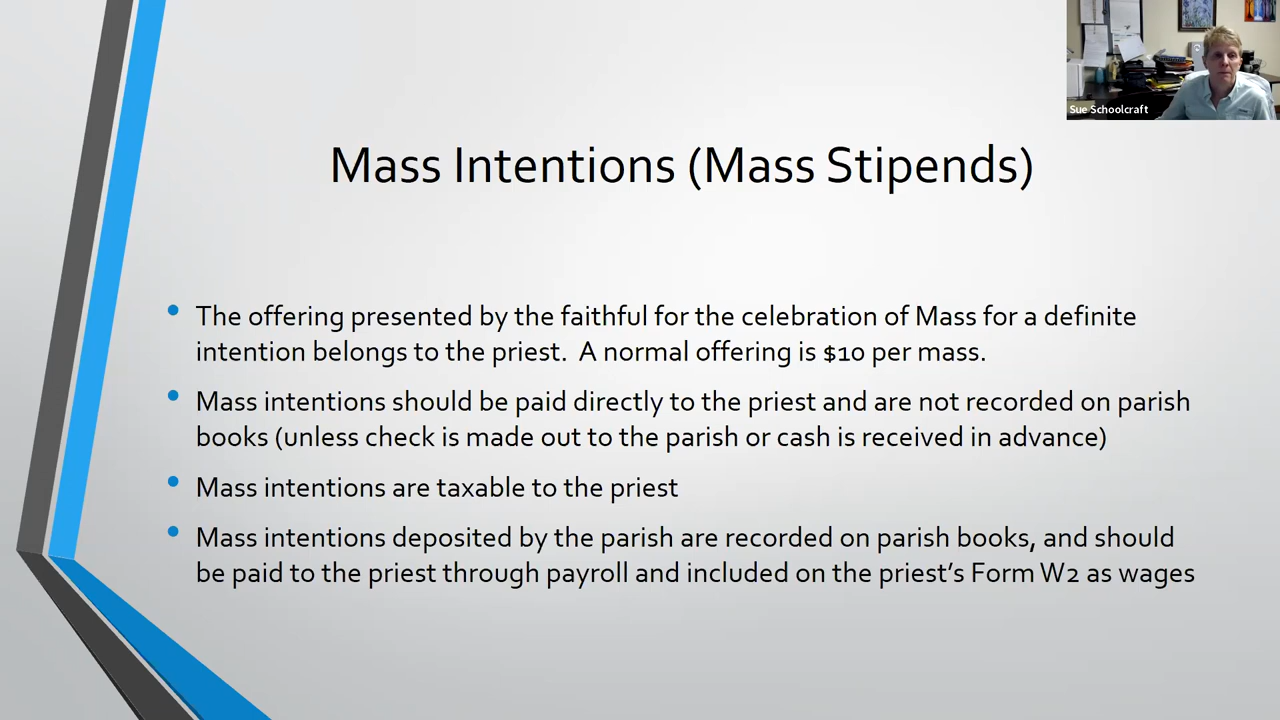 Sue Schoolcraft
Mass Intentions (Mass Stipends)
• The offering presented by the faithful for the celebration of Mass for a definite
intention belongs to the priest.  A normal offering is $10 per mass.
• Mass intentions should be paid directly to the priest and are not recorded on parish
books (unless check is made out to the parish or cash is received in advance)
• Mass intentions are taxable to the priest
• Mass intentions deposited by the parish are recorded on parish books, and should
be paid to the priest through payroll and included on the priest’s Form W2 as wages